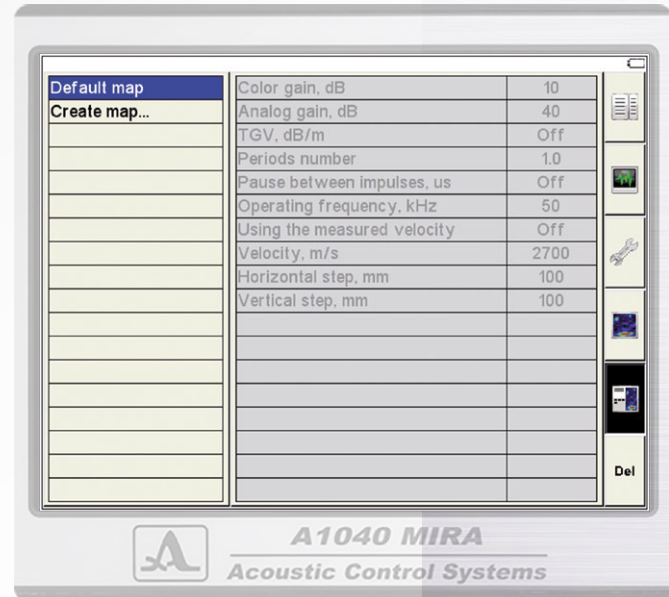 Default map
Create map...
Color gain, dB 10
Analog gain, dB 40
TGV, dB/m Off
Periods number 1.0
Pause between impulses, us Off
Operating frequency, kHz 50
Using the measured velocity Off
Velocity, m/s 2700
Horizontal step, mm 100
Vertical step, mm 100
Del
A1040 MIRA
Acoustic Control Systems